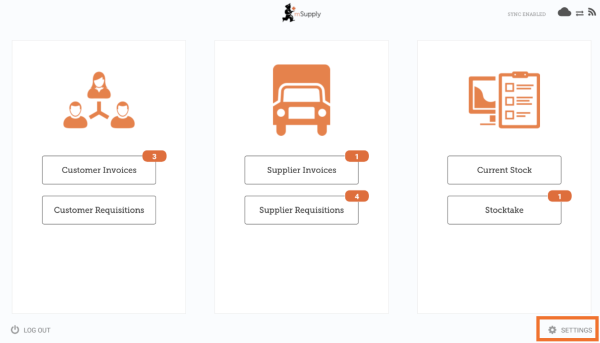 mSupply
SYNC ENABLED
3
Customer Invoices
Customer Requisitions
1
Supplier Invoices
4
Supplier Requisitions
Current Stock
1
Stocktake
LOG OUT
SETTINGS